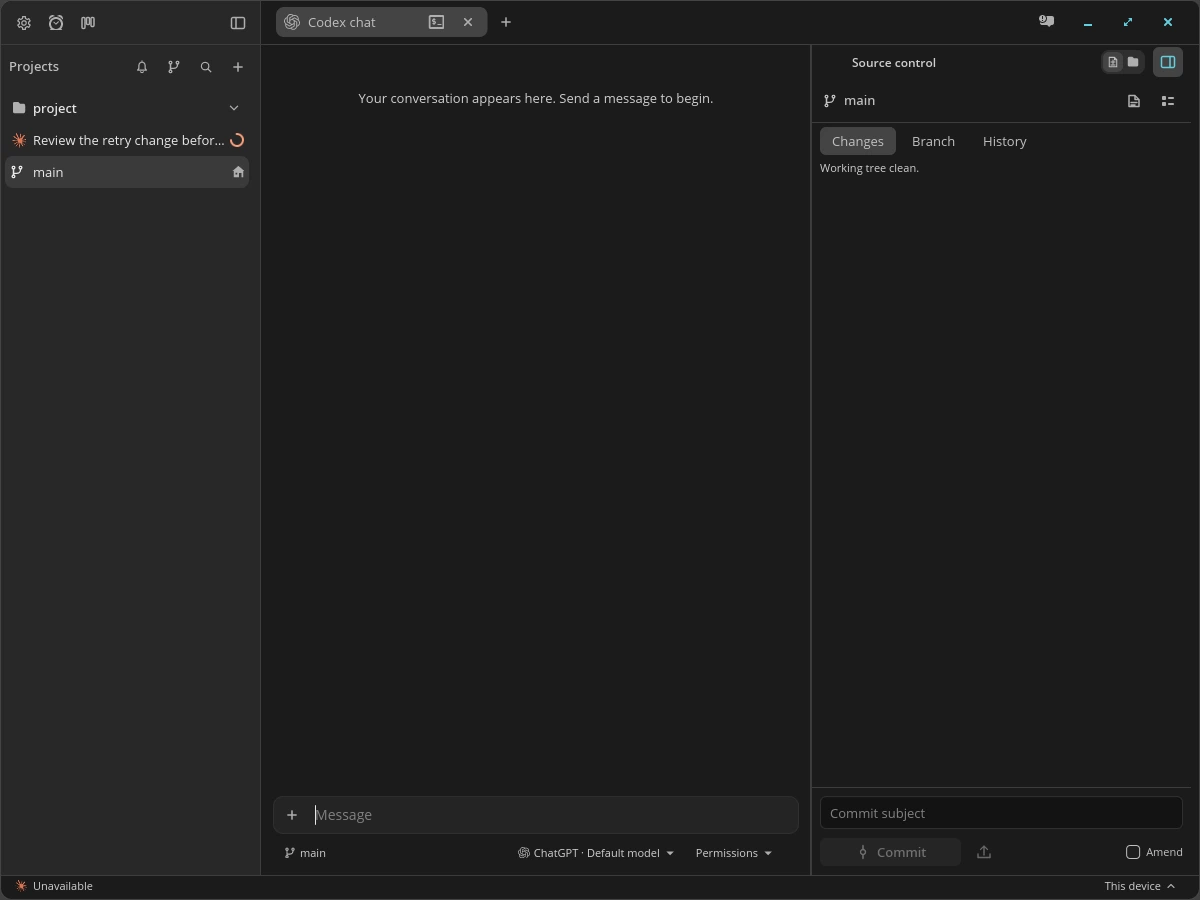 Codex chat
Projects
project
Review the retry change befor...
main
Your conversation appears here. Send a message to begin.
Message
main
ChatGPT · Default model
Permissions
Source control
main
Changes
Branch
History
Working tree clean.
Commit subject
Commit
Amend
Unavailable
This device